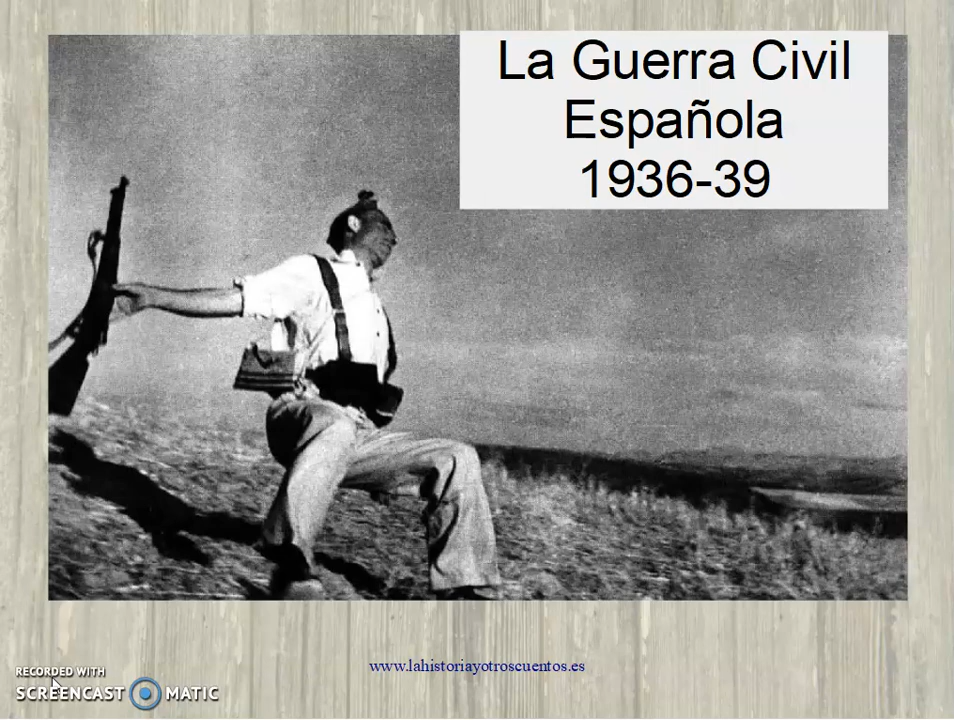 La Guerra Civil
Española
1936-39
www.lahistoriayotroscuentos.es
RECORDED WITH
SCREENCAST MATIC